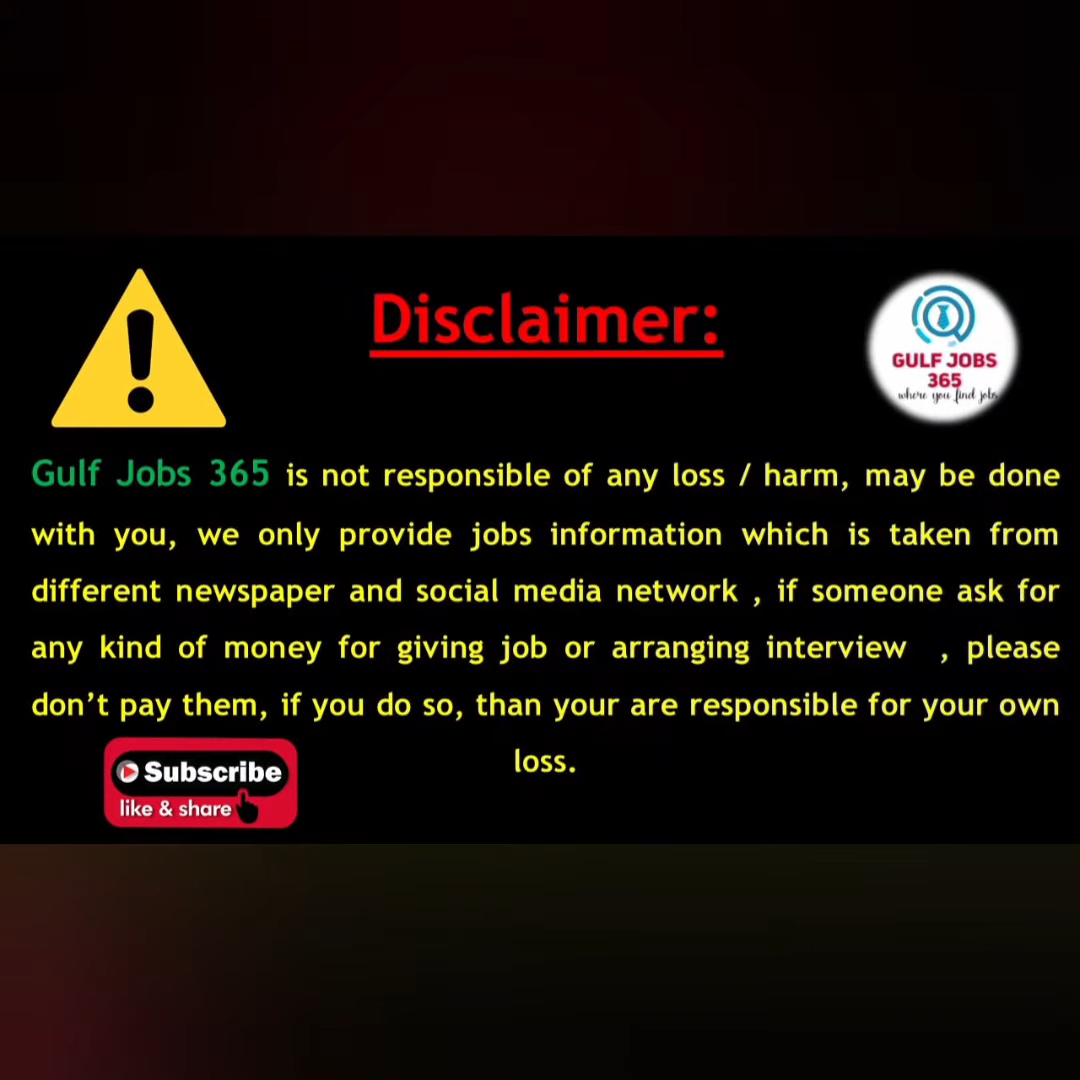 Disclaimer:
GULF JOBS
365
where you find jobs
Gulf Jobs 365 is not responsible of any loss / harm, may be done
with you, we only provide jobs information which is taken from
different newspaper and social media network , if someone ask for
any kind of money for giving job or arranging interview , please
don’t pay them, if you do so, than your are responsible for your own
loss.
Subscribe
like & share